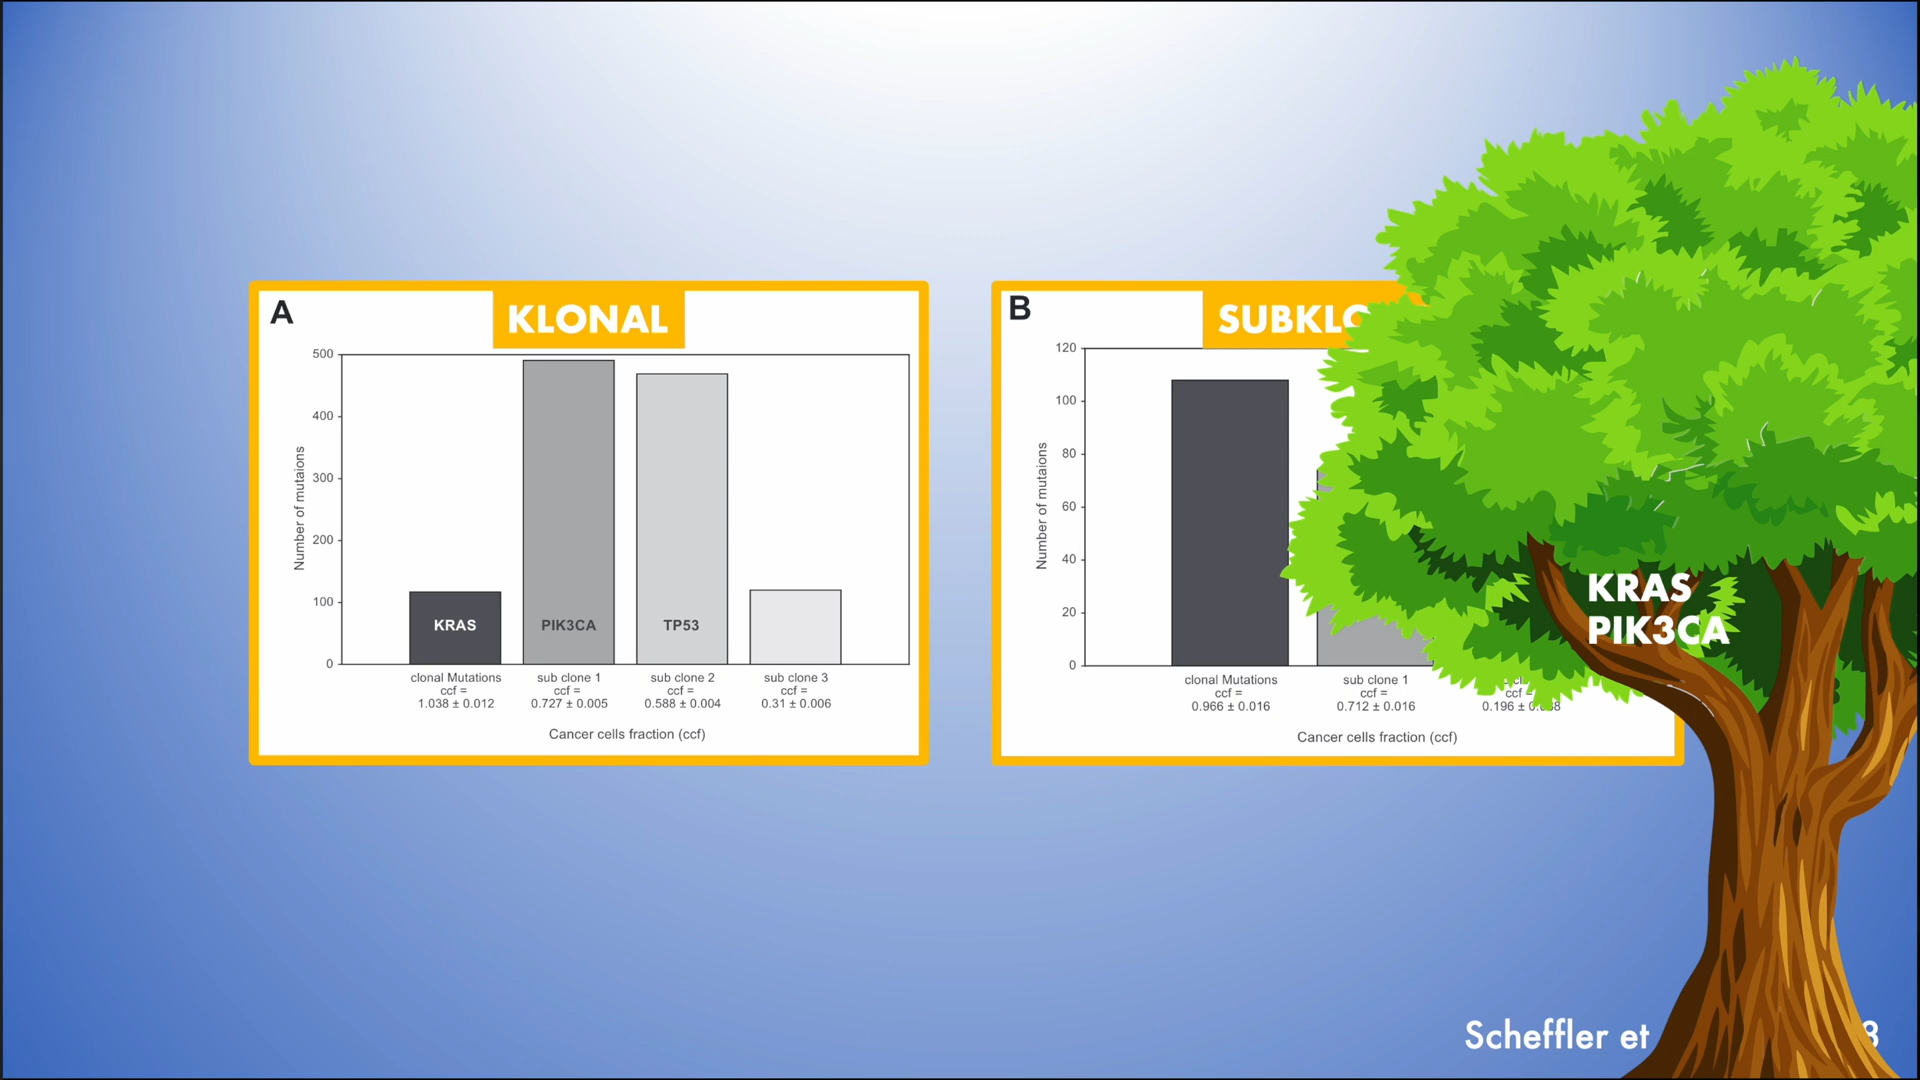 A
KLONAL
500
400
300
200
100
0
Number of mutaions
KRAS
PIK3CA
TP53
clonal Mutations
ccf =
1.038 ± 0.012
sub clone 1
ccf =
0.727 ± 0.005
sub clone 2
ccf =
0.588 ± 0.004
sub clone 3
ccf =
0.31 ± 0.006
Cancer cells fraction (ccf)
B
120
100
80
60
40
20
0
Number of mutaions
clonal Mutations
ccf =
0.966 ± 0.016
sub clone 1
ccf =
0.712 ± 0.016
ccf =
0.196 ±
Cancer cells fraction (ccf)
KRAS
PIK3CA
Scheffler et